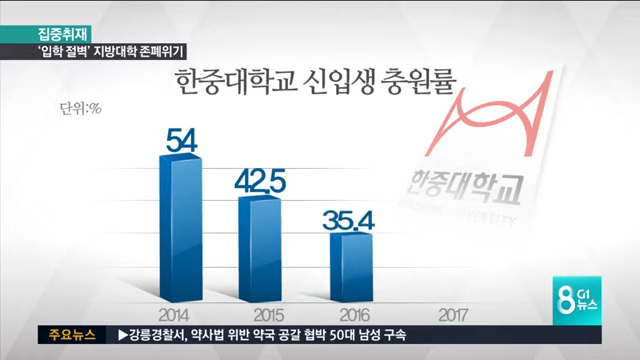 집중취재
'입학 절벽' 지방대학 존폐위기
한중대학교 신입생 충원률
단위:%
54
42.5
35.4
한중대학교
2014 2015 2016 2017
8 G1
뉴스
주요뉴스 ▶강릉경찰서, 약사법 위반 약국 공갈 협박 50대 남성 구속